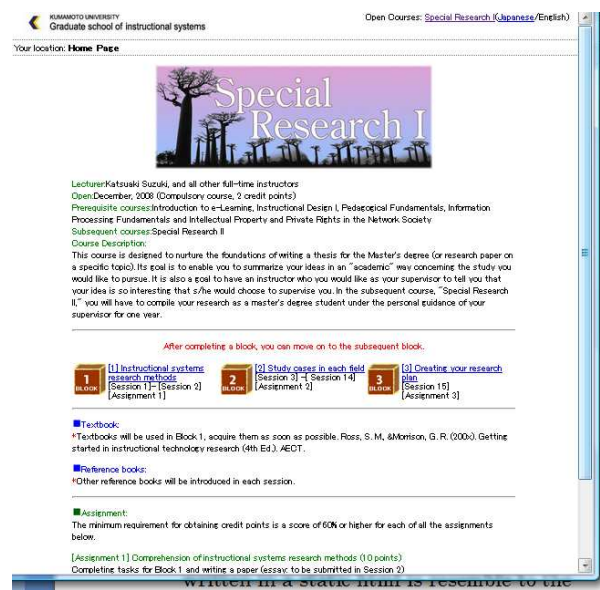 KUMAMOTO UNIVERSITY
Graduate school of instructional systems
Open Courses: Special Research I(Japanese/English)
Your location: Home Page
Special
Research I
Lecturer:Katsuaki Suzuki, and all other full-time instructors
Open:December, 2008 (Compulsory course, 2 credit points)
Prerequisite courses:Introduction to e-Learning, Instructional Design I, Pedagogical Fundamentals, Information
Processing Fundamentals and Intellectual Property and Private Rights in the Network Society
Subsequent courses:Special Research II
Course Description:
This course is designed to nurture the foundations of writing a thesis for the Master's degree (or research paper on
a specific topic). Its goal is to enable you to summarize your ideas in an "academic" way concerning the study you
would like to pursue. It is also a goal to have an instructor who you would like as your supervisor to tell you that
your idea is so interesting that s/he would choose to supervise you. In the subsequent course, "Special Research
II," you will have to compile your research as a master's degree student under the personal guidance of your
supervisor for one year.
After completing a block, you can move on to the subsequent block.
1 BLOCK
[1] Instructional systems
research methods
[Session 1]- [Session 2]
[Assignment 1]
2 BLOCK
[2] Study cases in each field
[Session 3] -[ Session 14]
[Assignment 2]
3 BLOCK
[3] Creating your research
plan
[Session 15]
[Assignment 3]
■Textbook:
*Textbooks will be used in Block 1, acquire them as soon as possible. Ross, S. M., &Morrison, G. R. (200x). Getting
started in instructional technology research (4th Ed.). AECT.
■Reference books:
*Other reference books will be introduced in each session.
■Assignment:
The minimum requirement for obtaining credit points is a score of 60% or higher for each of all the assignments
below.
[Assignment 1] Comprehension of instructional systems research methods (10 points)
Completing tasks for Block 1 and writing a paper (essay: to be submitted in Session 2)
written in a static html is resemble to the